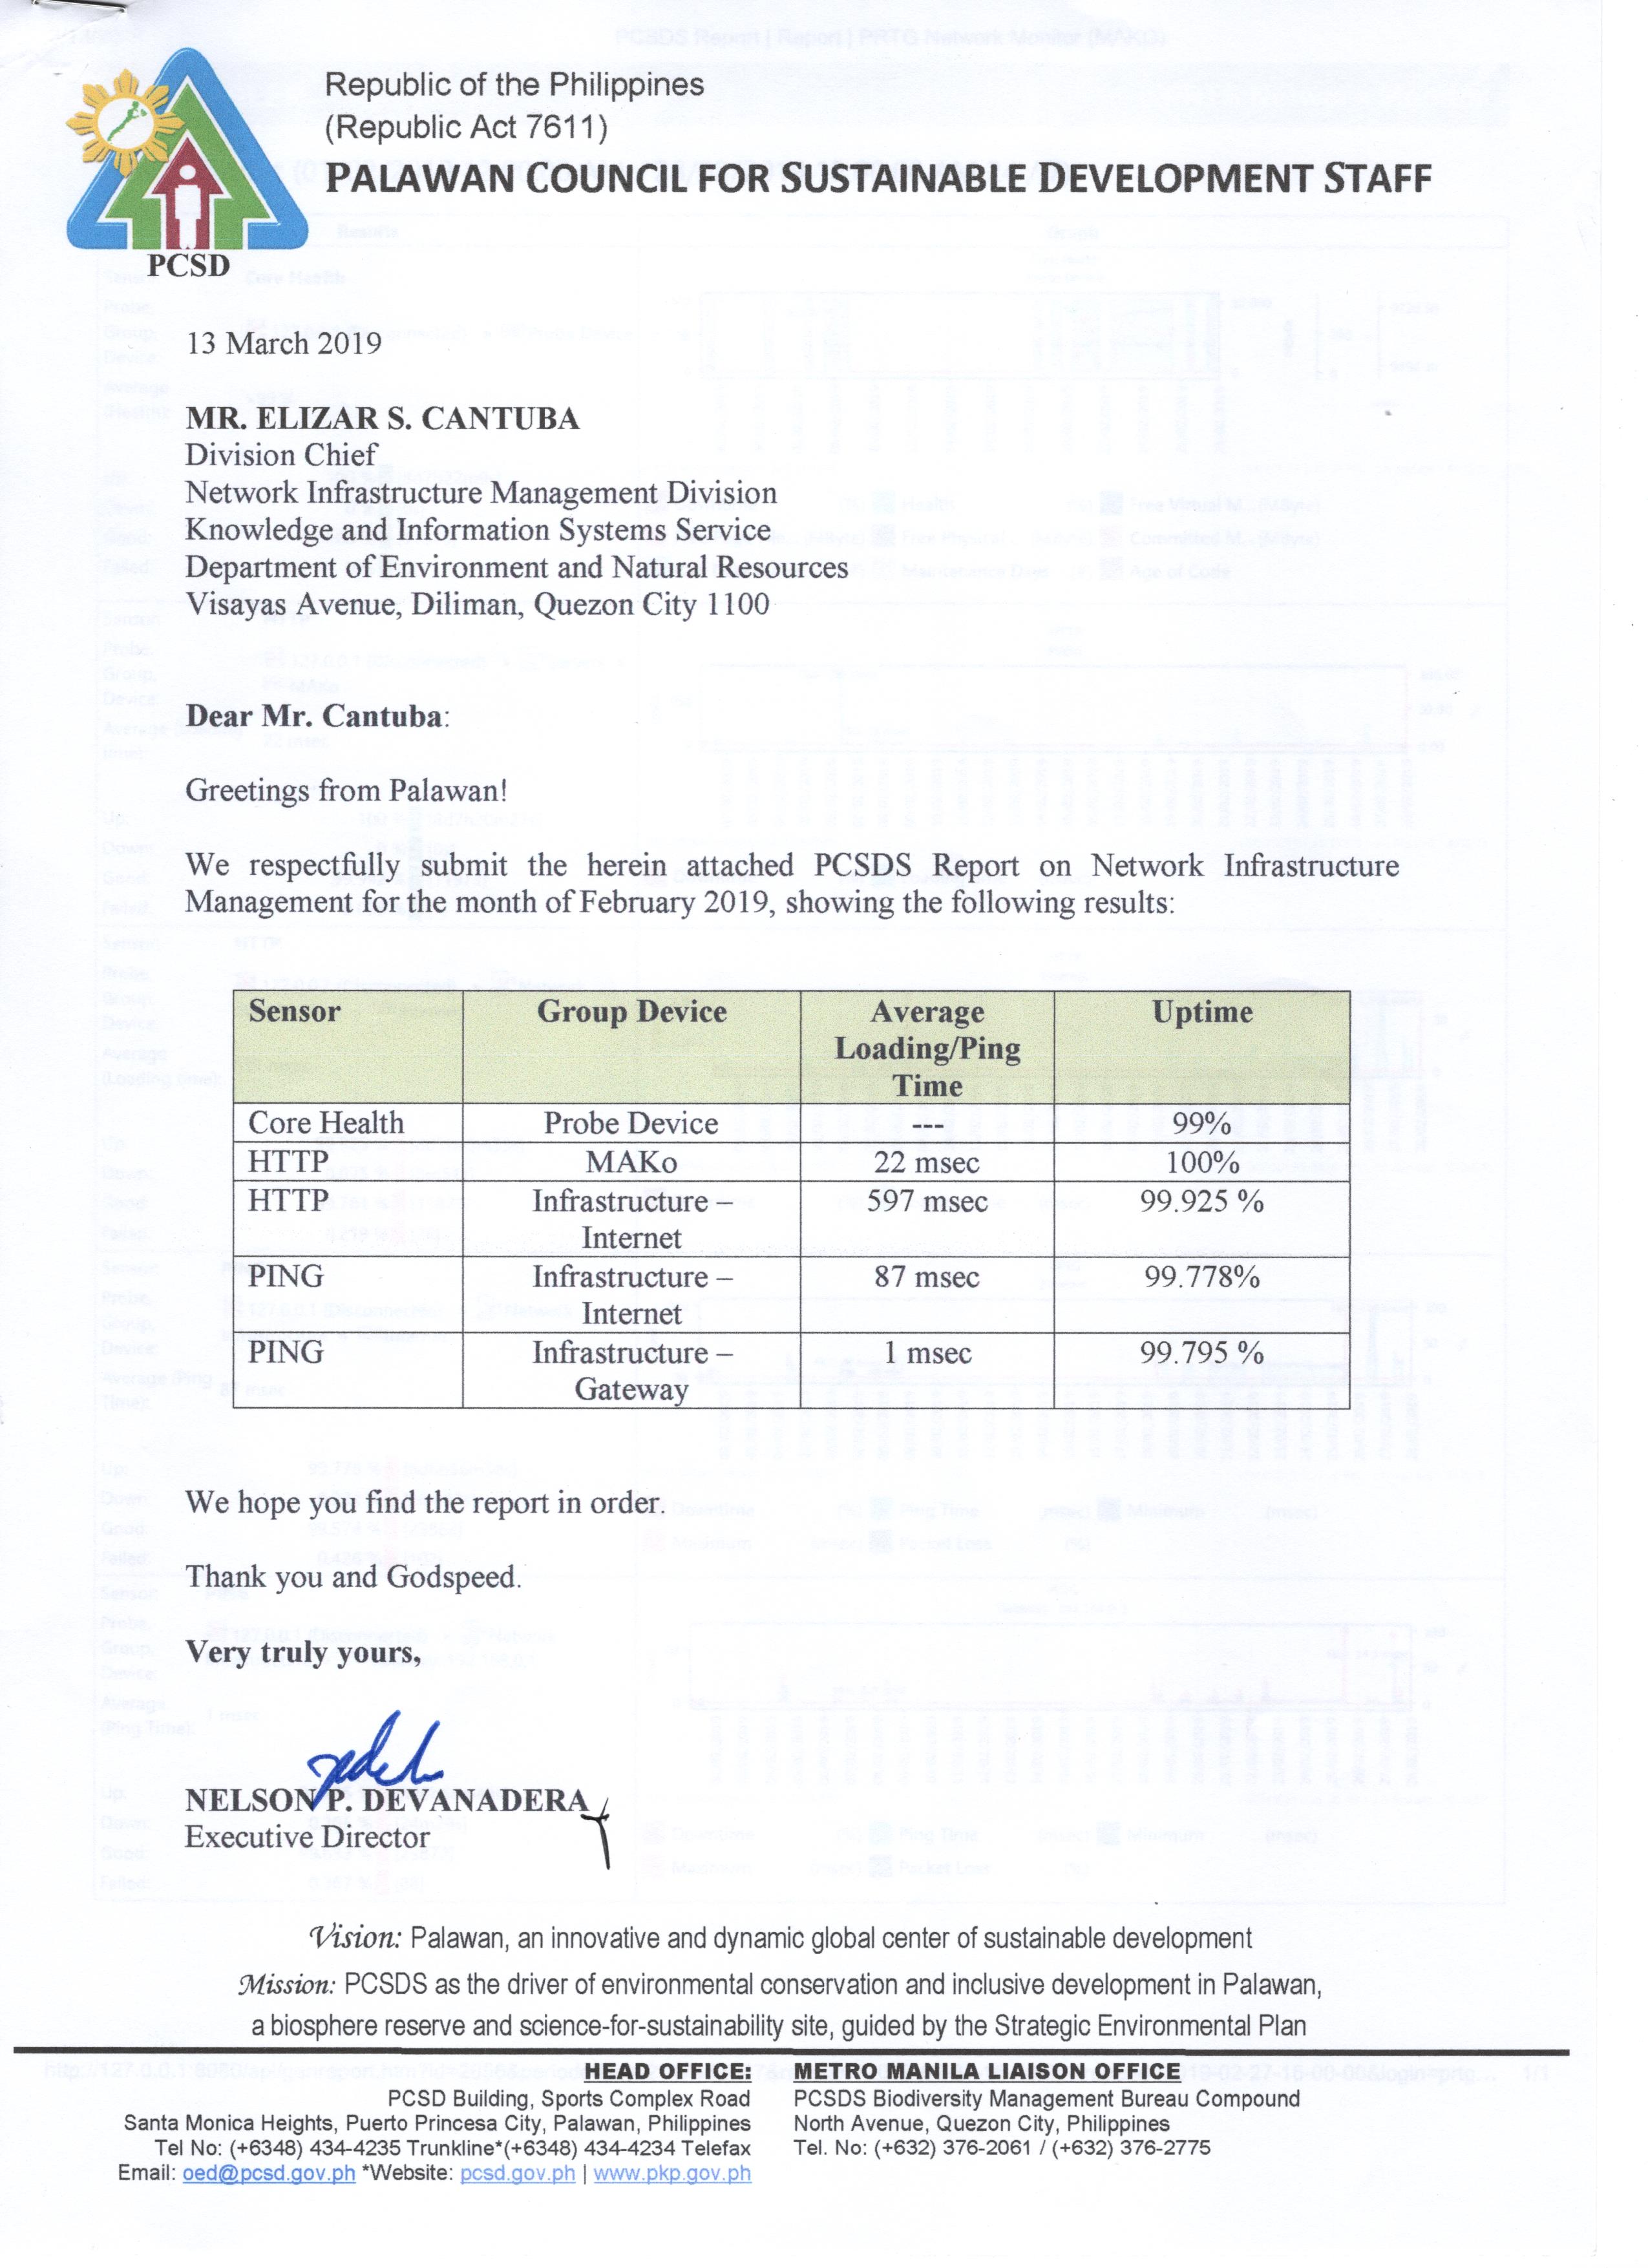 Republic of the Philippines
(Republic Act 7611)
PALAWAN COUNCIL FOR SUSTAINABLE DEVELOPMENT STAFF
PCSD
13 March 2019
MR. ELIZAR S. CANTUBA
Division Chief
Network Infrastructure Management Division
Knowledge and Information Systems Service
Department of Environment and Natural Resources
Visayas Avenue, Diliman, Quezon City 1100
Dear Mr. Cantuba:
Greetings from Palawan!
We respectfully submit the herein attached PCSDS Report on Network Infrastructure
Management for the month of February 2019, showing the following results:
Sensor Group Device Average Uptime
Loading/Ping
Time
Core Health Probe Device --- 99%
HTTP MAKo 22 msec 100%
HTTP Infrastructure – 597 msec 99.925 %
Internet
PING Infrastructure – 87 msec 99.778%
Internet
PING Infrastructure – 1 msec 99.795 %
Gateway
We hope you find the report in order.
Thank you and Godspeed.
Very truly yours,
NELSON P. DEVANADERA
Executive Director
Vision: Palawan, an innovative and dynamic global center of sustainable development
Mission: PCSDS as the driver of environmental conservation and inclusive development in Palawan,
a biosphere reserve and science-for-sustainability site, guided by the Strategic Environmental Plan
HEAD OFFICE:
PCSD Building, Sports Complex Road
Santa Monica Heights, Puerto Princesa City, Palawan, Philippines
Tel No: (+6348) 434-4235 Trunkline*(+6348) 434-4234 Telefax
Email: oed@pcsd.gov.ph *Website: pcsd.gov.ph | www.pkp.gov.ph
METRO MANILA LIAISON OFFICE
PCSDS Biodiversity Management Bureau Compound
North Avenue, Quezon City, Philippines
Tel. No: (+632) 376-2061 / (+632) 376-2775